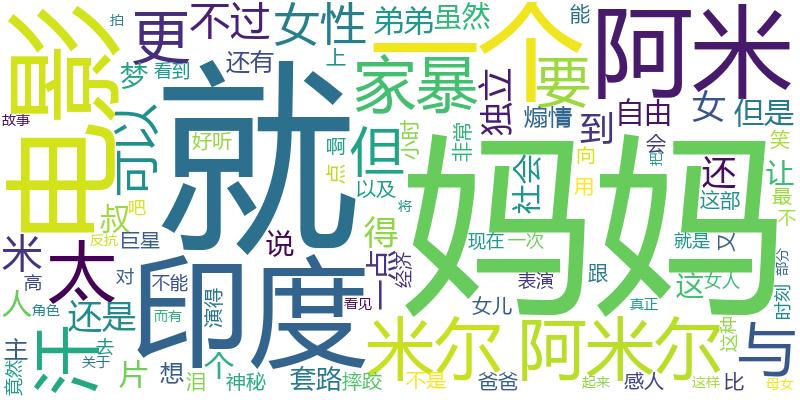 拍
更
不过
女性
弟弟
虽然
一个
能
阿米
电影
梦
看到
还有
上
家暴
要
独立
故事
可以
就
好听
但
点
啊
小时
非常
煽情
到
自由
女
但是
妈妈
叔
吧
以及
向
用
社会
会
把
还
笑
让
这部
最
不
米
太
反抗
巨星
说
得
将
现在
一次
就是
又
高
印度
对
不能
一点
经济
表演
跟
这
女人
时刻
部分
人
角色
还是
而有
演得
看见
女儿
真正
汗
主
去
关于
片
想
个
泪
神秘
套路
摔跤
米尔
不是
爸爸
阿米尔
起来
感人
这样
比
这种
与
母女
竟然